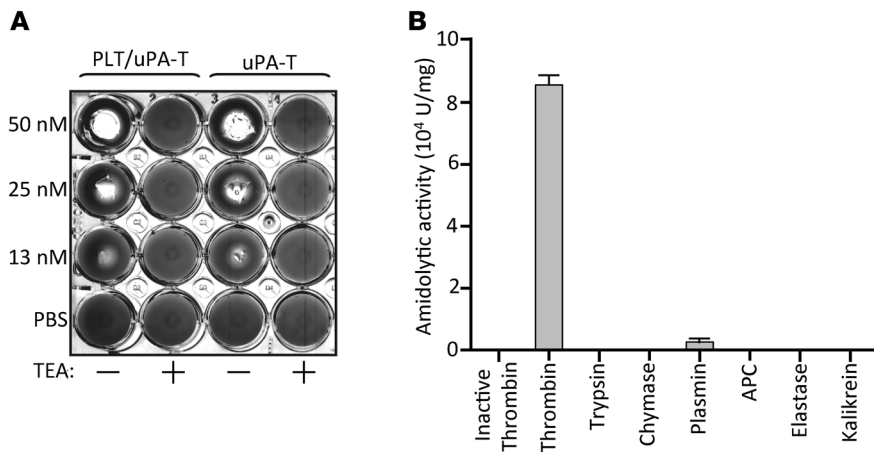 A
PLT/uPA-T
uPA-T
50 nM
25 nM
13 nM
PBS
TEA: – + – +
B
Amidolytic activity (10⁴ U/mg)
10
8
6
4
2
0
Inactive
Thrombin
Thrombin
Trypsin
Chymase
Plasmin
APC
Elastase
Kalikrein